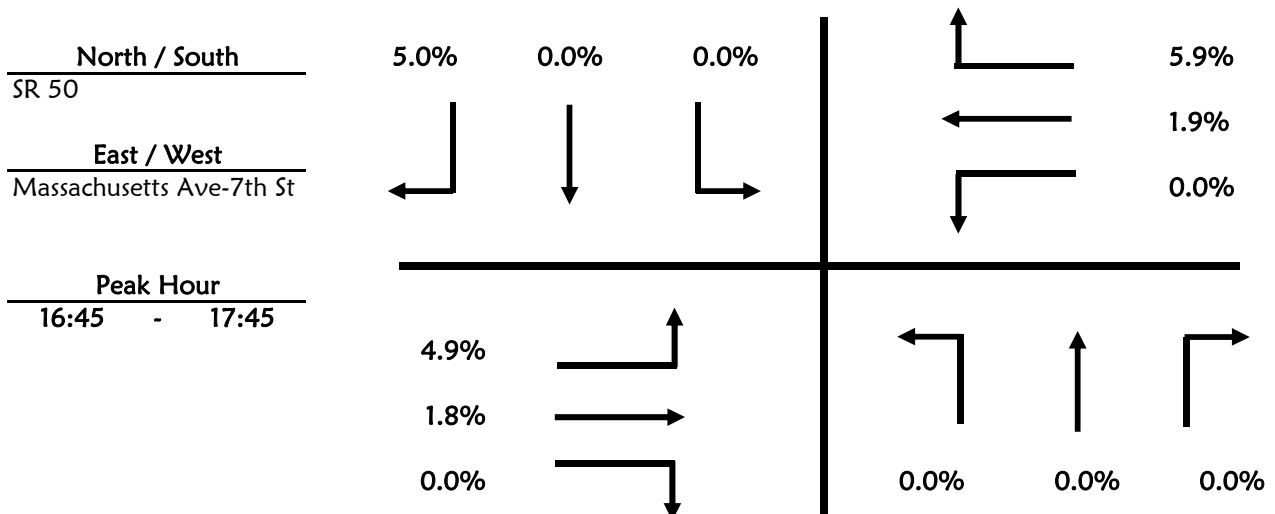 North / South
SR 50
East / West
Massachusetts Ave-7th St
Peak Hour
16:45 - 17:45
5.0% 0.0% 0.0%
5.9%
1.9%
0.0%
4.9%
1.8%
0.0%
0.0% 0.0% 0.0%